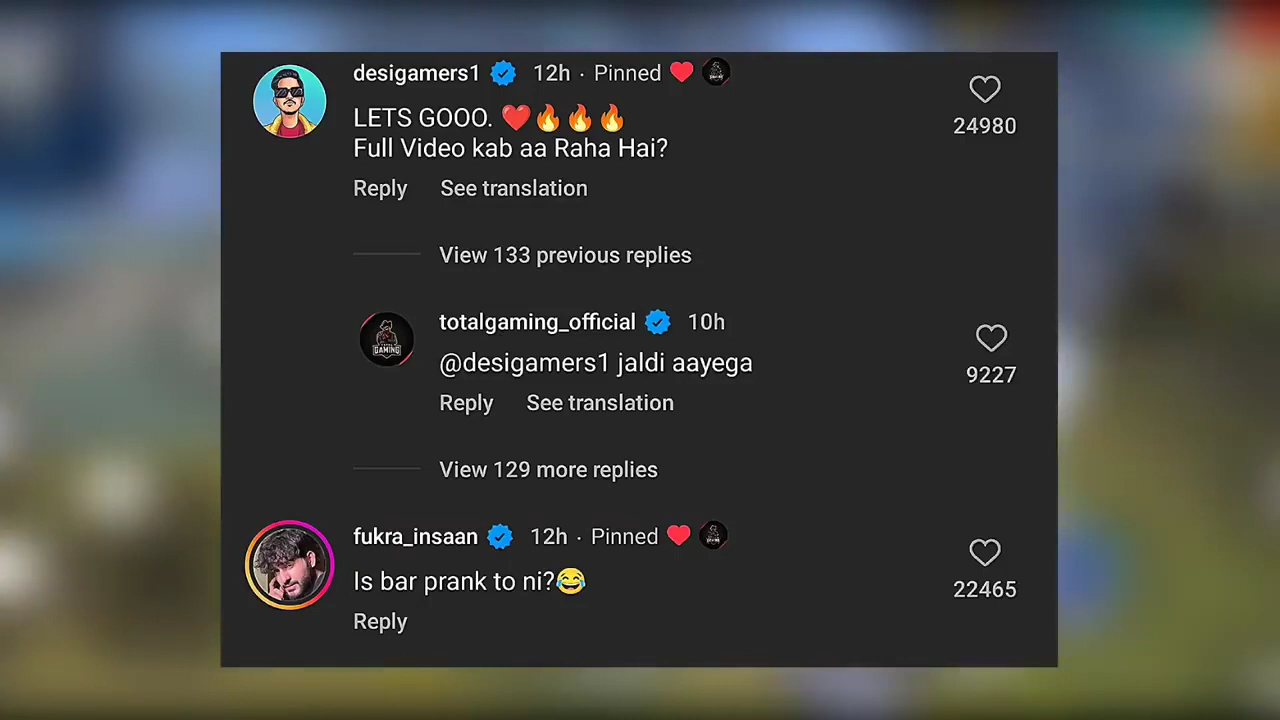 desigamers1 12h · Pinned
LETS GOOO. ❤️🔥🔥🔥
24980
Full Video kab aa Raha Hai?
Reply See translation
View 133 previous replies
totalgaming_official 10h
@desigamers1 jaldi aayega
9227
Reply See translation
GAMING
View 129 more replies
fukra_insaan 12h · Pinned
Is bar prank to ni?😂
22465
Reply